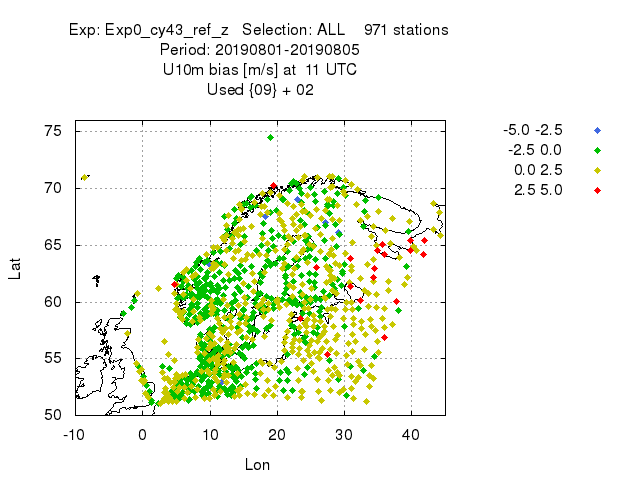 Exp: Exp0_cy43_ref_z   Selection: ALL    971 stations
Period: 20190801-20190805
U10m bias [m/s] at  11 UTC
Used {09} + 02
-5.0 -2.5
-2.5 0.0
0.0 2.5
2.5 5.0
75
70
65
60
55
50
Lat
-10 0 10 20 30 40
Lon